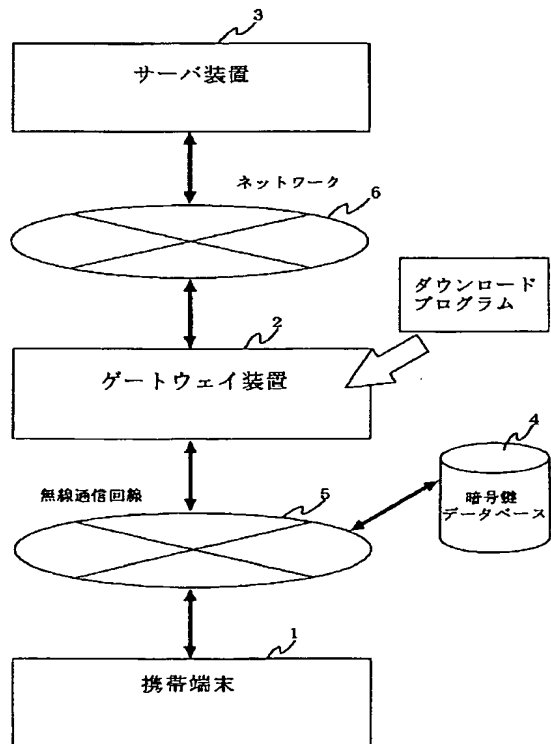 3
サーバ装置
ネットワーク
6
ダウンロード
プログラム
2
ゲートウェイ装置
4
無線通信回線
5
暗号鍵
データベース
1
携帯端末